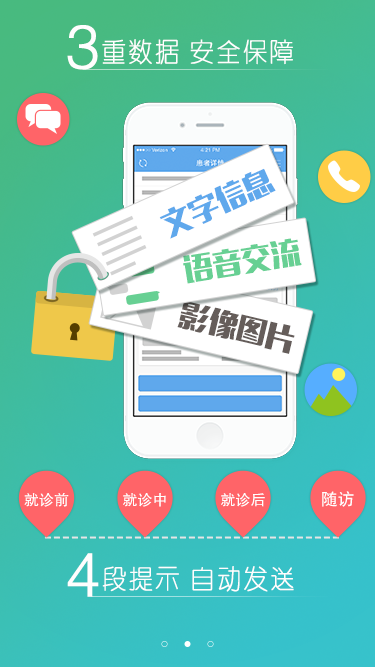 3重数据 安全保障
Verizon 4:21 PM
患者详情
文字信息
语音交流
影像图片
就诊前 就诊中 就诊后 随访
4段提示 自动发送